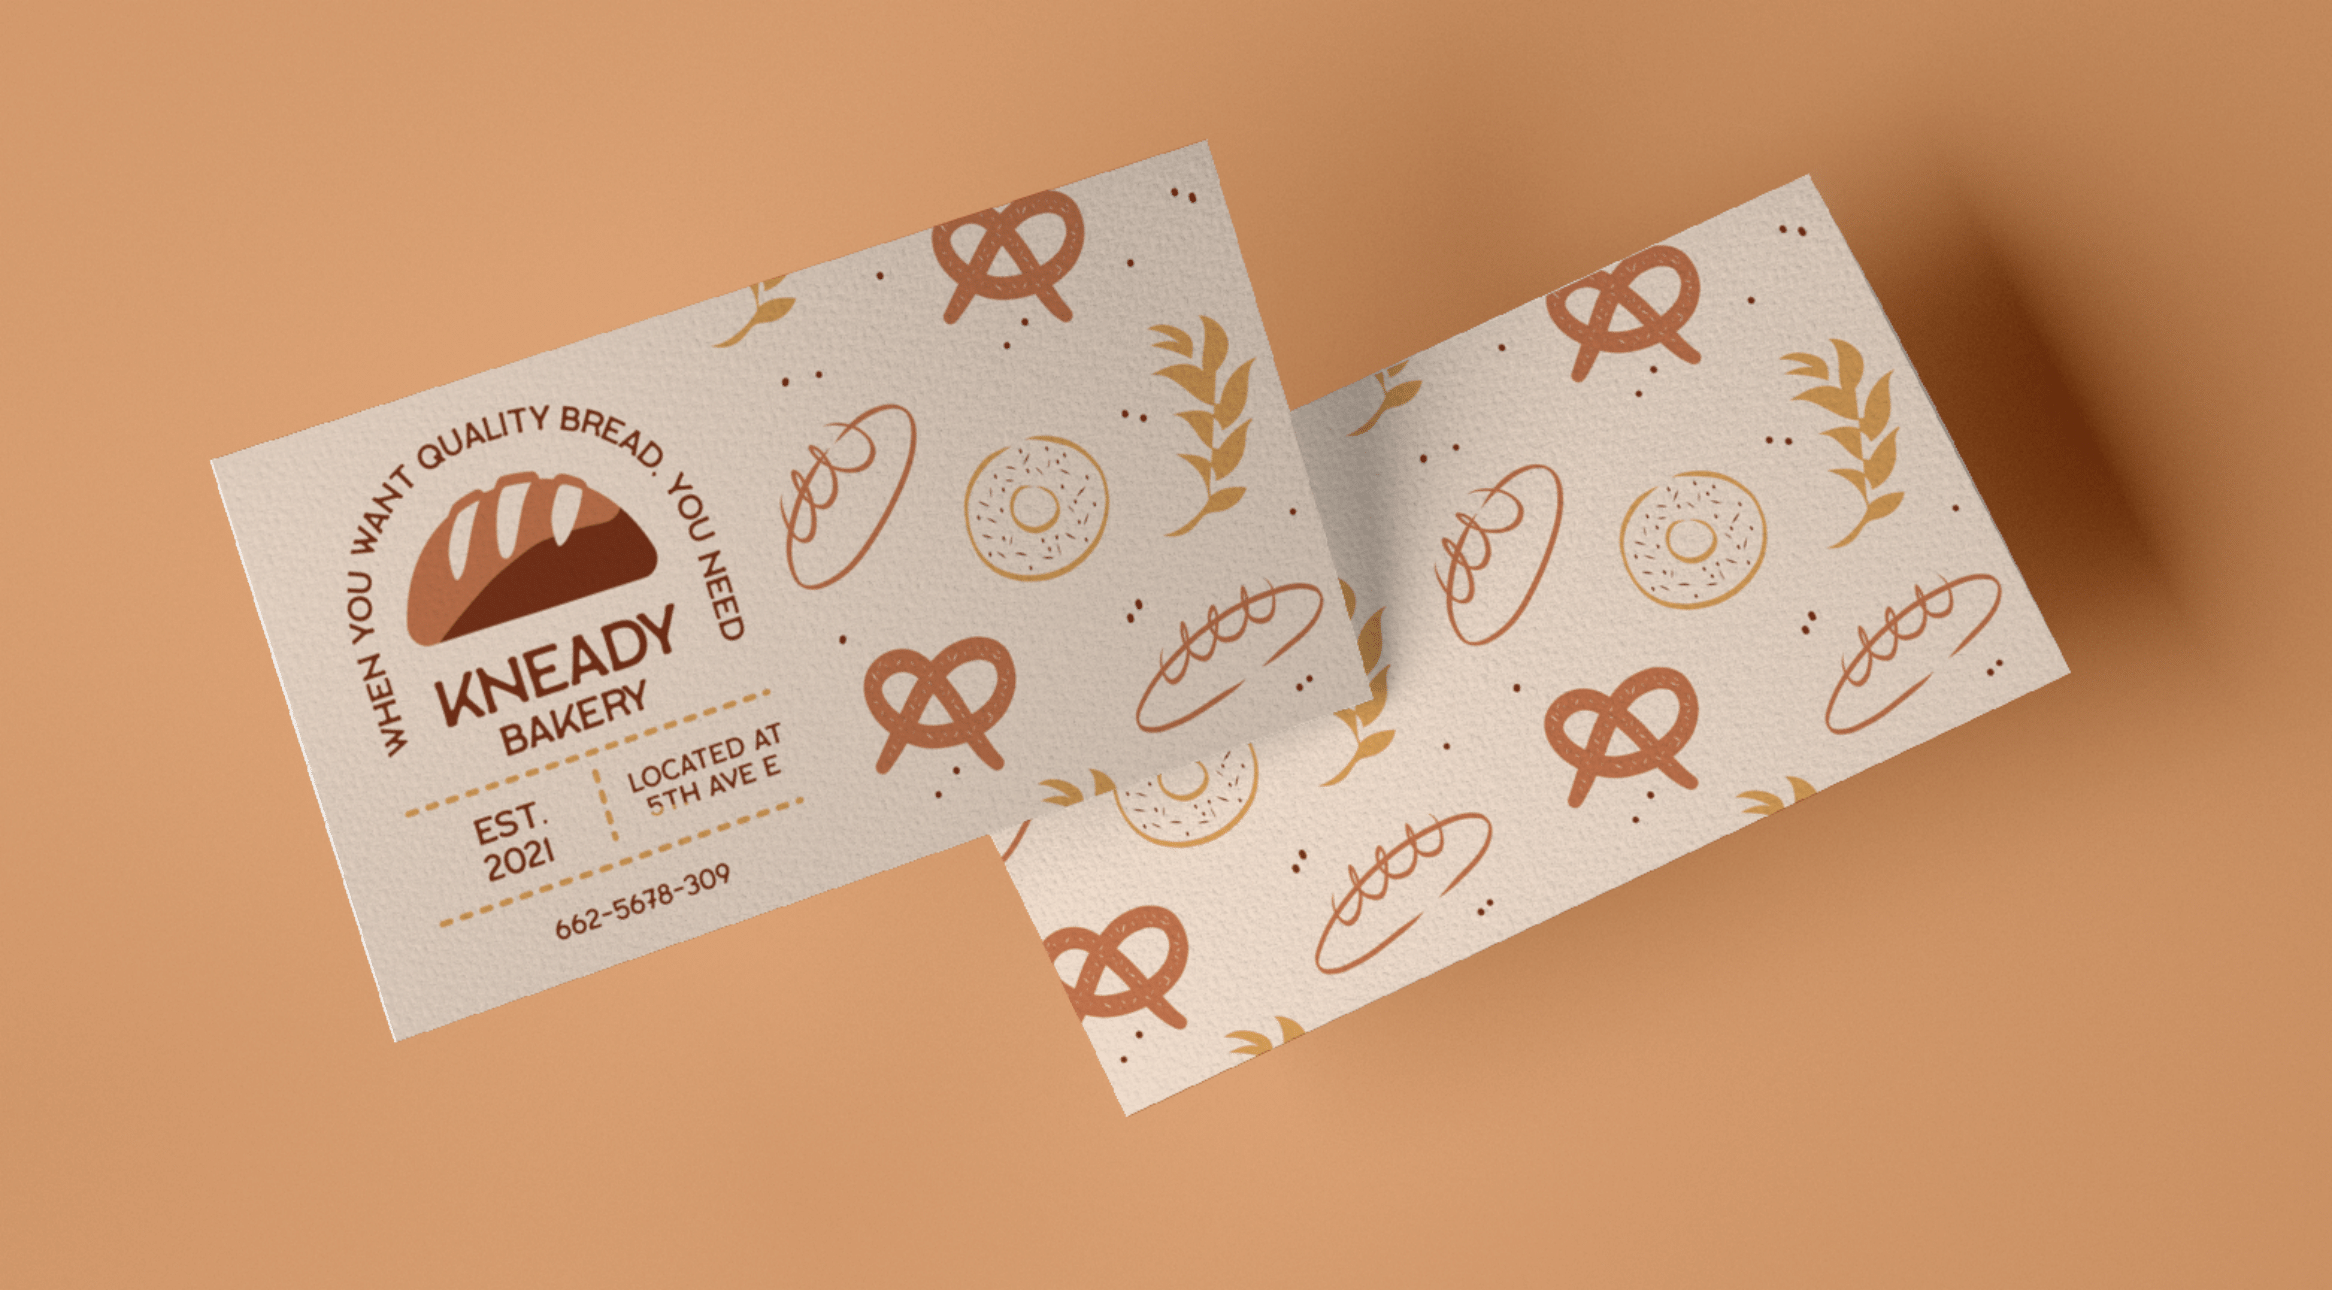 WHEN YOU WANT QUALITY BREAD. YOU NEED
KNEADY
BAKERY
EST.
2021
LOCATED AT
5TH AVE E
662-5678-309